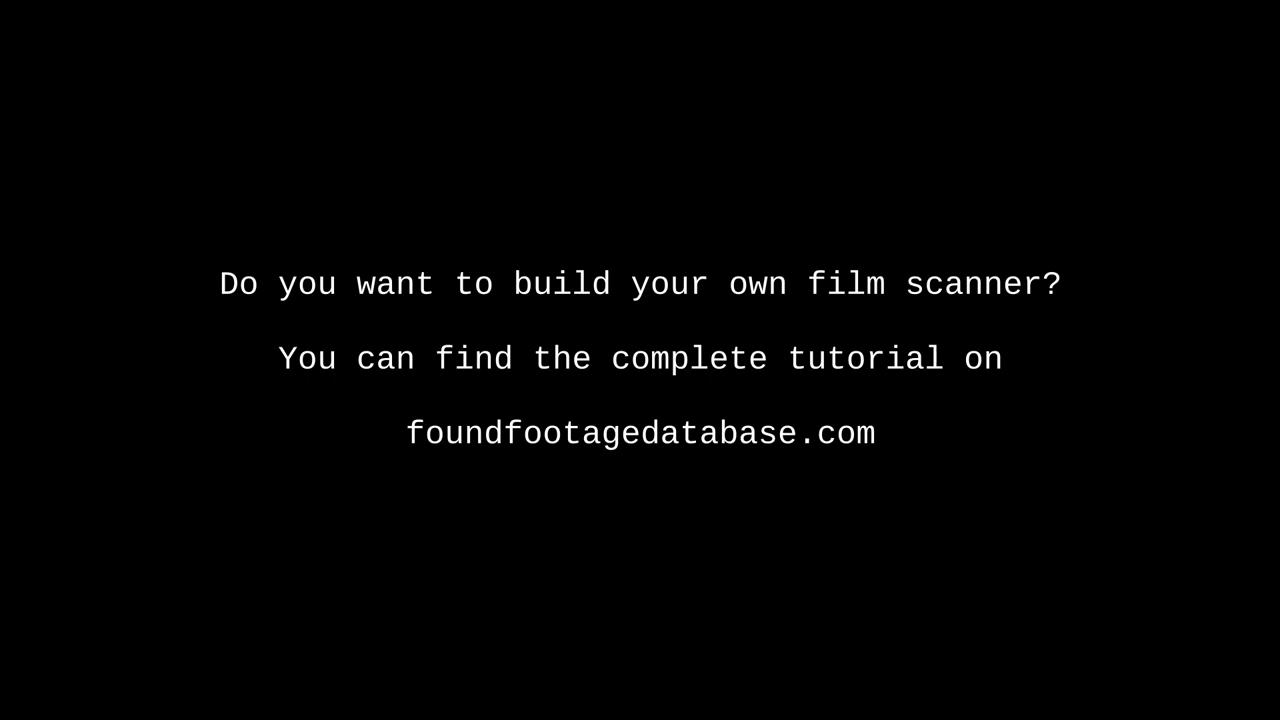 Do you want to build your own film scanner?
You can find the complete tutorial on
foundfootagedatabase.com